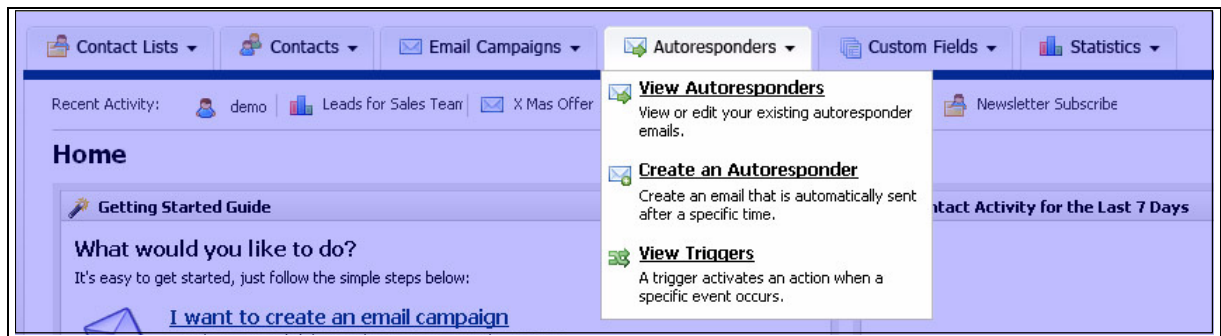 Contact Lists
Contacts
Email Campaigns
Autoresponders
Custom Fields
Statistics
Recent Activity:
demo
Leads for Sales Tear
X Mas Offer
Newsletter Subscribe
View Autoresponders
View or edit your existing autoresponder
emails.
Create an Autoresponder
Create an email that is automatically sent
after a specific time.
View Triggers
A trigger activates an action when a
specific event occurs.
Home
Getting Started Guide
What would you like to do?
It's easy to get started, just follow the simple
steps below:
I want to create an email campaign
ntact Activity for the Last 7 Days